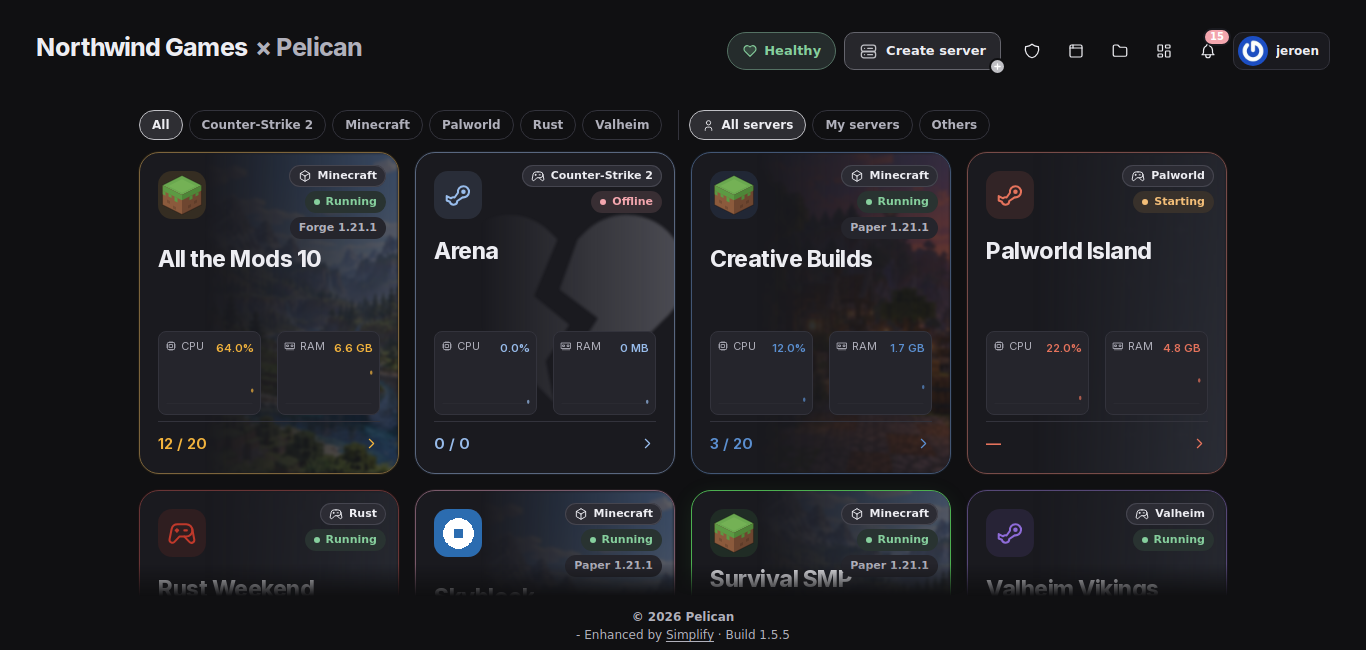 Northwind Games × Pelican
Healthy
Create server
15
jeroen
All
Counter-Strike 2
Minecraft
Palworld
Rust
Valheim
All servers
My servers
Others
Minecraft
Running
Forge 1.21.1
All the Mods 10
CPU 64.0%
RAM 6.6 GB
12 / 20
Counter-Strike 2
Offline
Arena
CPU 0.0%
RAM 0 MB
0 / 0
Minecraft
Running
Paper 1.21.1
Creative Builds
CPU 12.0%
RAM 1.7 GB
3 / 20
Palworld
Starting
Palworld Island
CPU 22.0%
RAM 4.8 GB
—
Rust
Running
Rust Weekend
Minecraft
Running
Paper 1.21.1
Skyblock
Minecraft
Running
Paper 1.21.1
Survival SMP
Valheim
Running
Valheim Vikings
© 2026 Pelican
- Enhanced by Simplify · Build 1.5.5